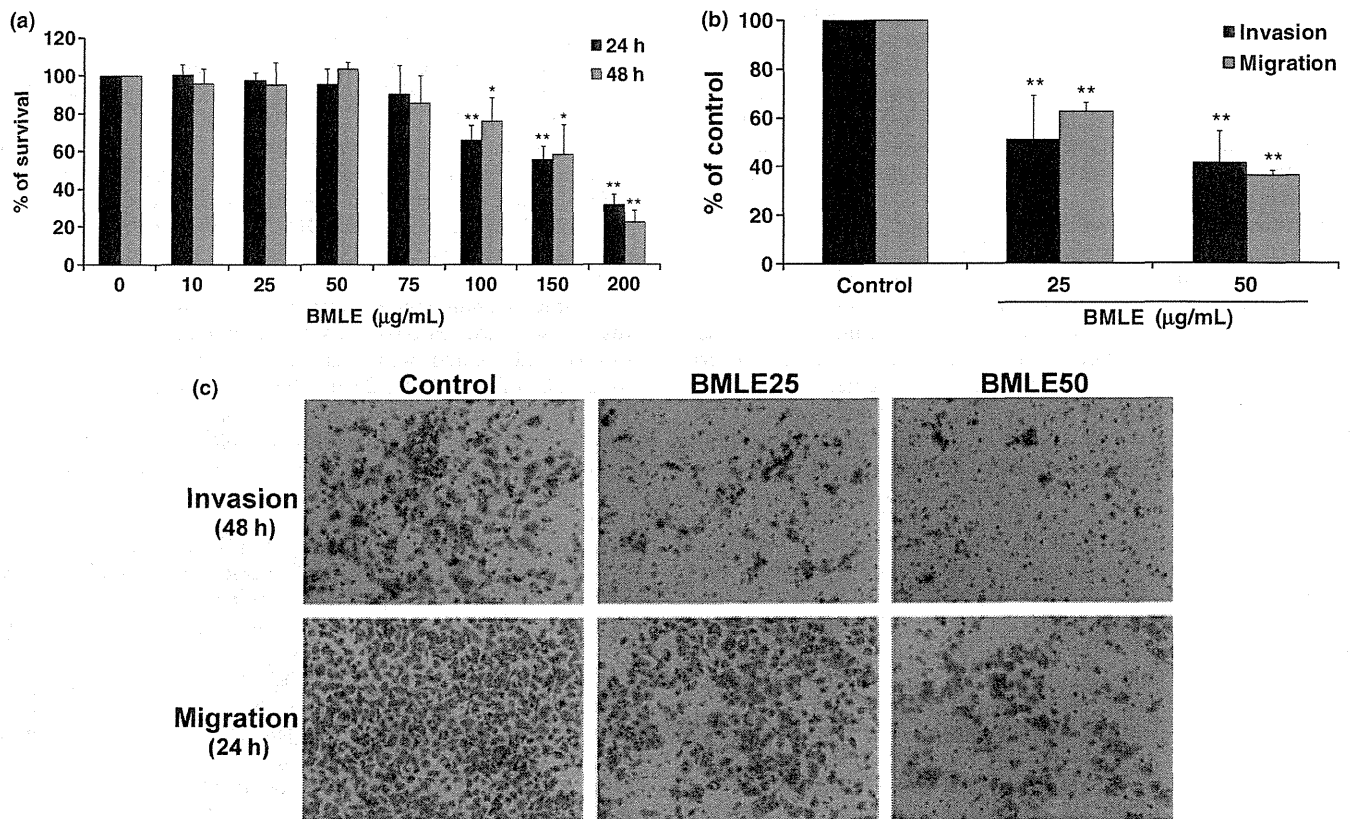 (a)
120
100
80
60
40
20
0
% of survival
24 h
48 h
** *
** *
** **
0 10 25 50 75 100 150 200
BMLE (μg/mL)
(b)
100
80
60
40
20
0
% of control
Invasion
Migration
** **
** **
Control 25 50
BMLE (μg/mL)
(c)
Control BMLE25 BMLE50
Invasion
(48 h)
Migration
(24 h)